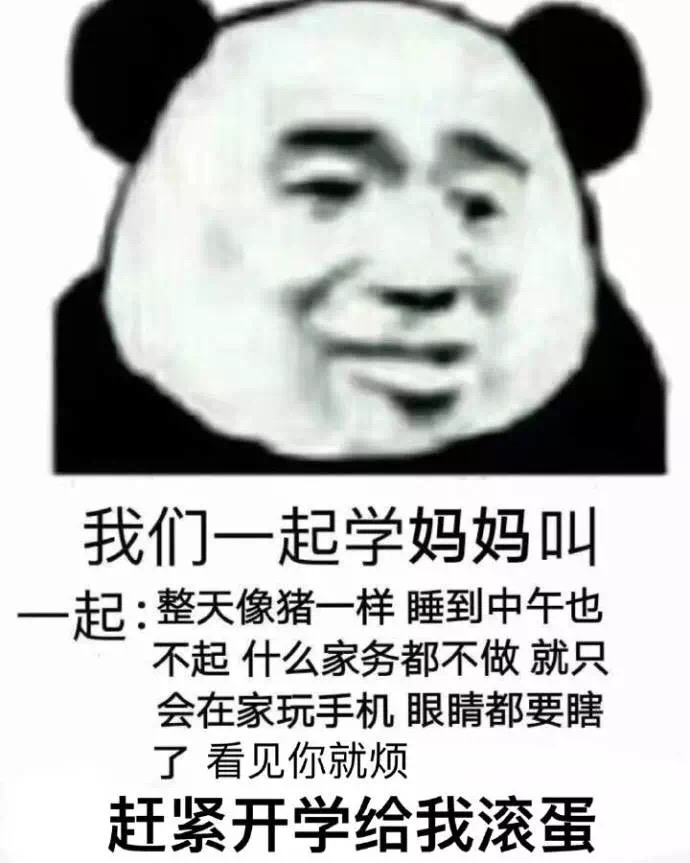 我们一起学妈妈叫
一起:整天像猪一样 睡到中午也
不起 什么家务都不做 就只
会在家玩手机 眼睛都要瞎
了 看见你就烦
赶紧开学给我滚蛋